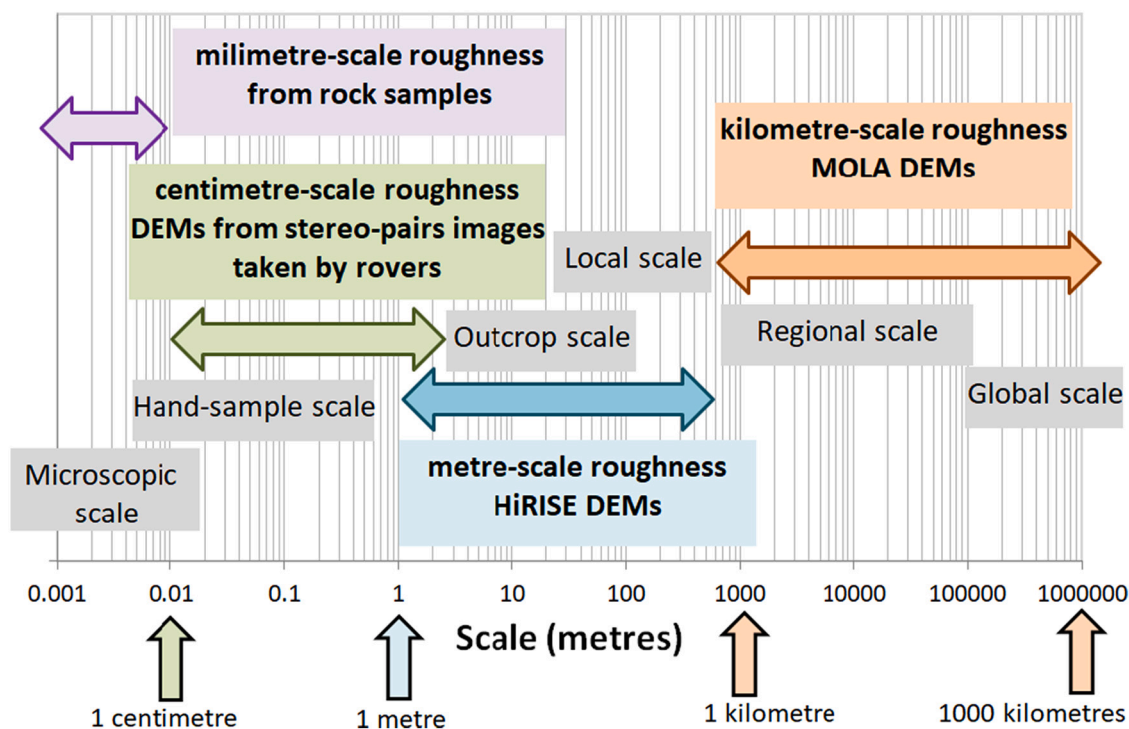 milimetre-scale roughness
from rock samples
kilometre-scale roughness
MOLA DEMs
centimetre-scale roughness
DEMs from stereo-pairs images
taken by rovers
Local scale
Outcrop scale
Regional scale
Hand-sample scale
Global scale
metre-scale roughness
HiRISE DEMs
Microscopic
scale
0.001 0.01 0.1 1 10 100 1000 10000 100000 1000000
Scale (metres)
1 centimetre
1 metre
1 kilometre
1000 kilometres